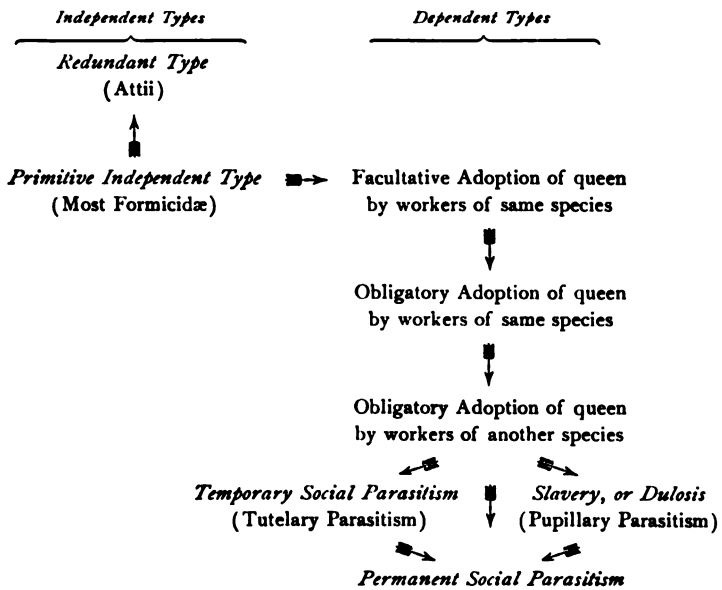 Independent Types
Dependent Types
Redundant Type
(Attii)
Primitive Independent Type
(Most Formicidæ)
Facultative Adoption of queen
by workers of same species
Obligatory Adoption of queen
by workers of same species
Obligatory Adoption of queen
by workers of another species
Temporary Social Parasitism
(Tutelary Parasitism)
Slavery, or Dulosis
(Pupillary Parasitism)
Permanent Social Parasitism